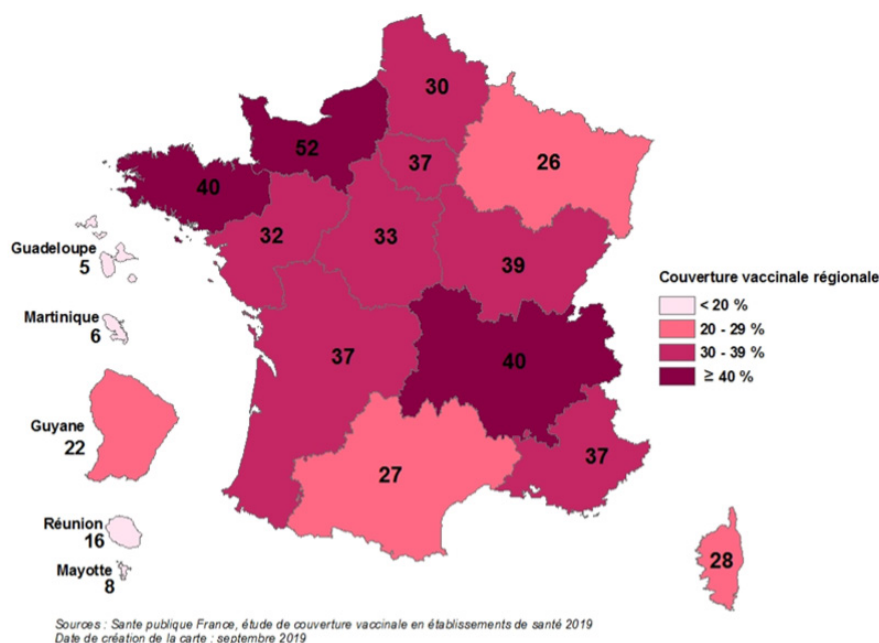 30
52
37
26
40
32
33
39
Guadeloupe
5
Couverture vaccinale régionale
< 20 %
20 - 29 %
30 - 39 %
≥ 40 %
Martinique
6
37
40
Guyane
22
27
37
Réunion
16
Mayotte
8
28
Sources : Sante publique France, étude de couverture vaccinale en établissements de santé 2019
Date de création de la carte : septembre 2019